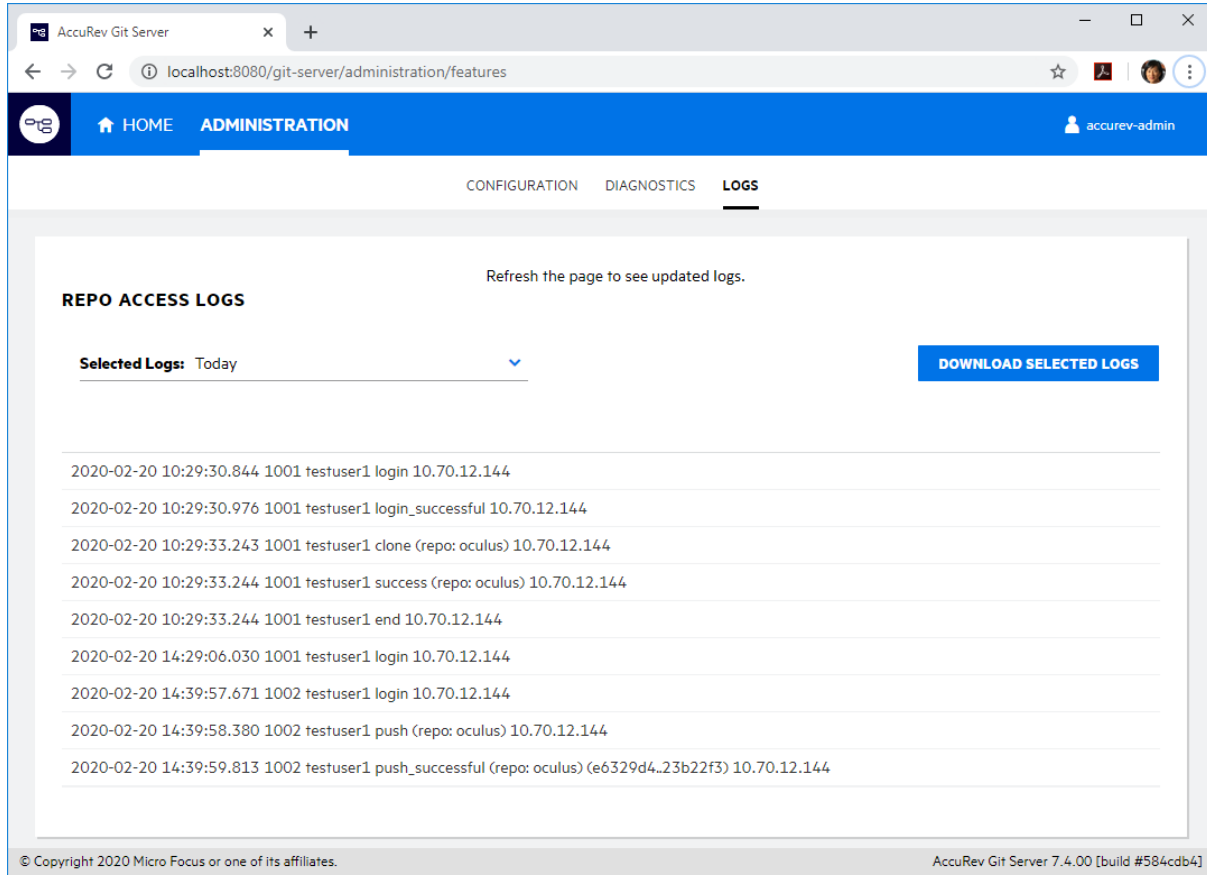 AccuRev Git Server
localhost:8080/git-server/administration/features
HOME ADMINISTRATION accurev-admin
CONFIGURATION DIAGNOSTICS LOGS
Refresh the page to see updated logs.
REPO ACCESS LOGS
Selected Logs: Today
DOWNLOAD SELECTED LOGS
2020-02-20 10:29:30.844 1001 testuser1 login 10.70.12.144
2020-02-20 10:29:30.976 1001 testuser1 login_successful 10.70.12.144
2020-02-20 10:29:33.243 1001 testuser1 clone (repo: oculus) 10.70.12.144
2020-02-20 10:29:33.244 1001 testuser1 success (repo: oculus) 10.70.12.144
2020-02-20 10:29:33.244 1001 testuser1 end 10.70.12.144
2020-02-20 14:29:06.030 1001 testuser1 login 10.70.12.144
2020-02-20 14:39:57.671 1002 testuser1 login 10.70.12.144
2020-02-20 14:39:58.380 1002 testuser1 push (repo: oculus) 10.70.12.144
2020-02-20 14:39:59.813 1002 testuser1 push_successful (repo: oculus) (e6329d4..23b22f3) 10.70.12.144
© Copyright 2020 Micro Focus or one of its affiliates. AccuRev Git Server 7.4.00 [build #584cdb4]